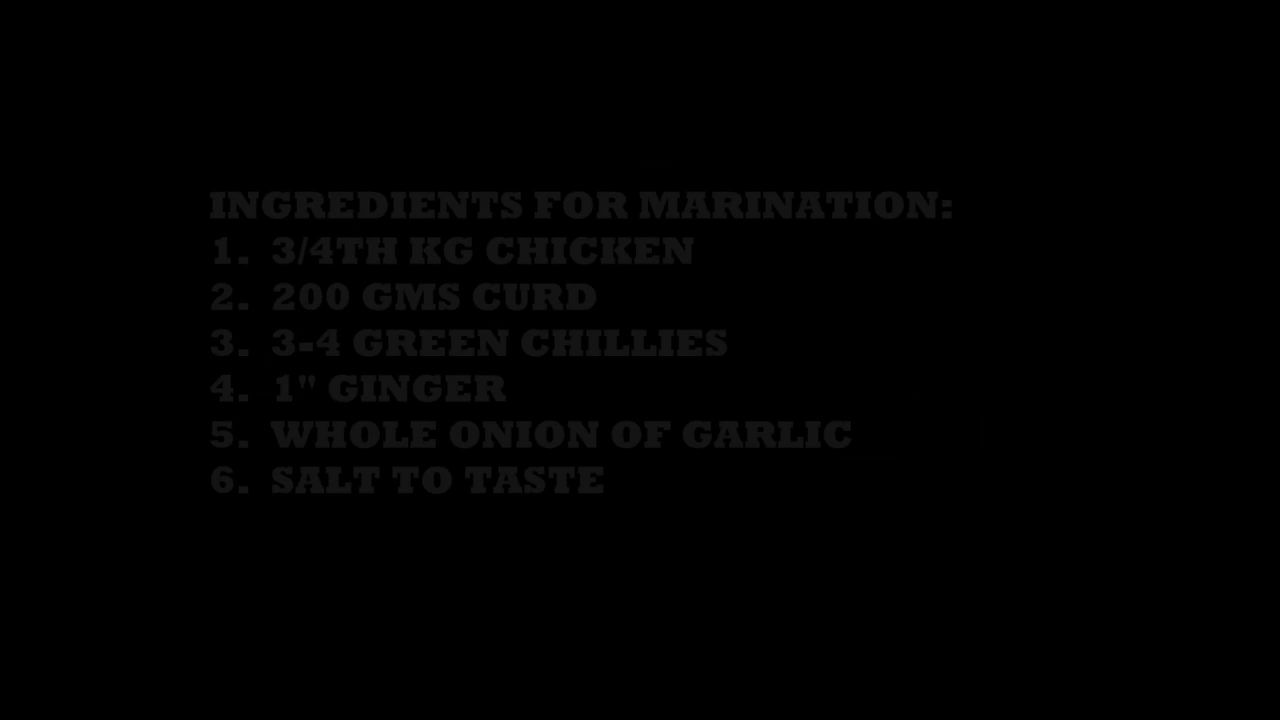 INGREDIENTS FOR MARINATION:
1. 3/4TH KG CHICKEN
2. 200 GMS CURD
3. 3-4 GREEN CHILLIES
4. 1" GINGER
5. WHOLE ONION OF GARLIC
6. SALT TO TASTE